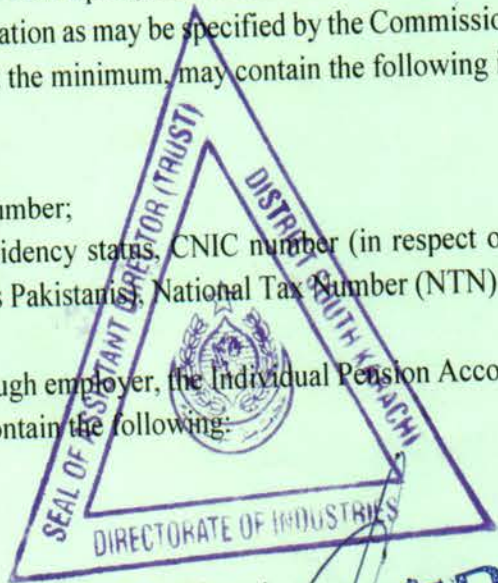 ation as may be specified by the Commissio
the minimum, may contain the following i
umber;
idency status, CNIC number (in respect o
s Pakistanis), National Tax Number (NTN)
ugh employer, the Individual Pension Acco
ontain the following:
SEAL OF ASSISTANT DIRECTOR (TRUST)
DISTRICT SOUTH KARACHI
DIRECTORATE OF INDUSTRIES